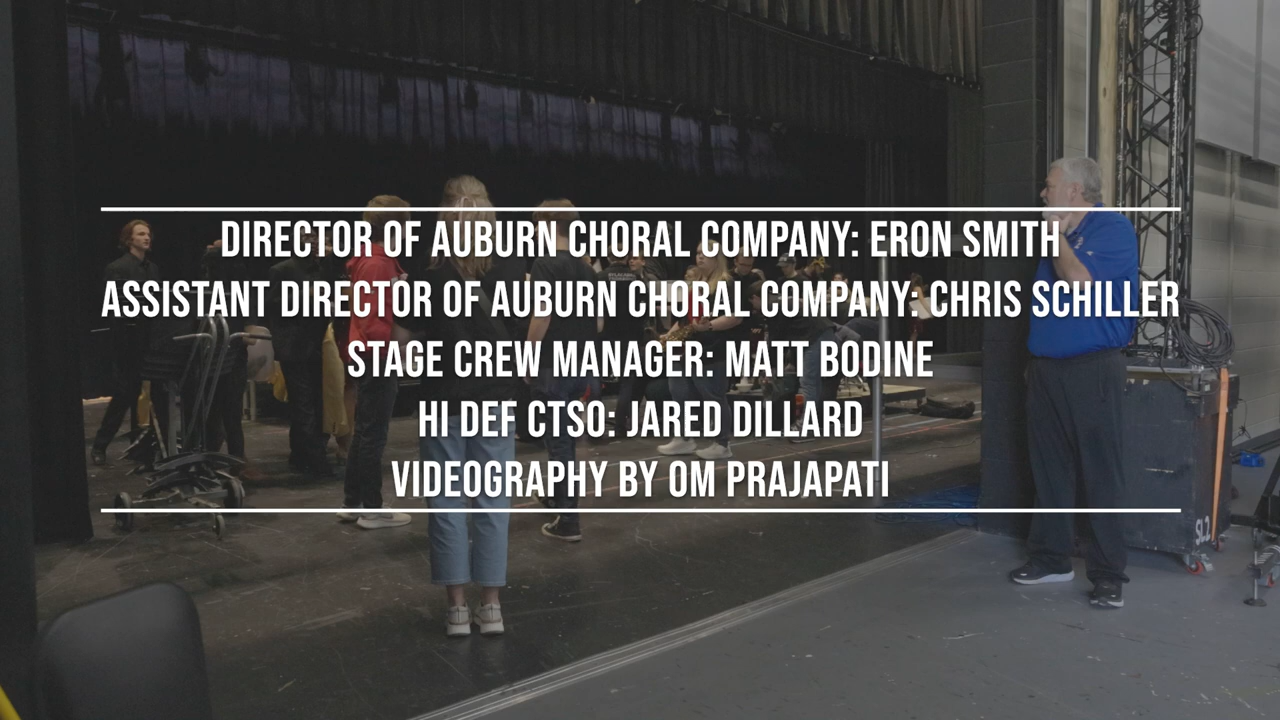 DIRECTOR OF AUBURN CHORAL COMPANY: ERON SMITH
ASSISTANT DIRECTOR OF AUBURN CHORAL COMPANY: CHRIS SCHILLER
STAGE CREW MANAGER: MATT BODINE
HI DEF CTSO: JARED DILLARD
VIDEOGRAPHY BY OM PRAJAPATI
SL2